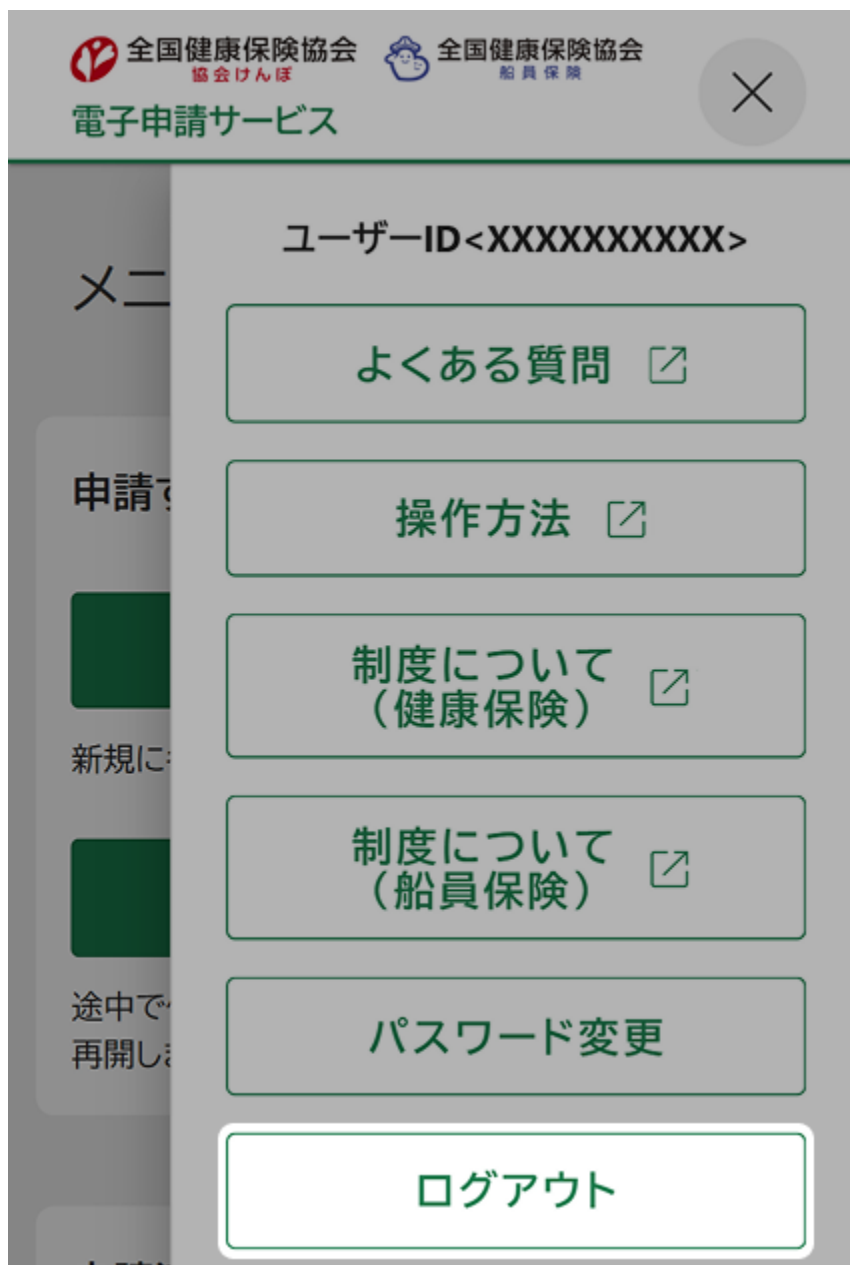 全国健康保険協会
協会けんぽ
全国健康保険協会
船員保険
電子申請サービス
ユーザーID<XXXXXXXXXX>
メニ
よくある質問
申請す
操作方法
制度について
（健康保険）
新規に
制度について
（船員保険）
途中で
再開し
パスワード変更
ログアウト